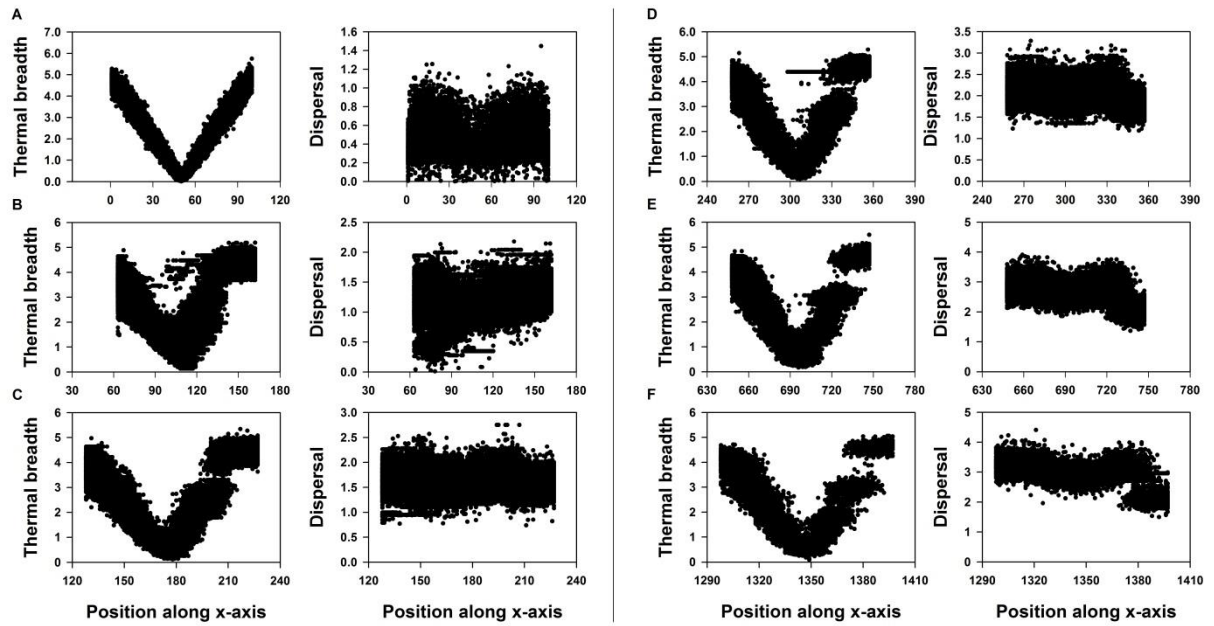 A
Thermal breadth
7.0
6.0
5.0
4.0
3.0
2.0
1.0
0.0
0 30 60 90 120
Dispersal
1.6
1.4
1.2
1.0
0.8
0.6
0.4
0.2
0.0
0 30 60 90 120
B
Thermal breadth
6
5
4
3
2
1
0
30 60 90 120 150 180
Dispersal
2.5
2.0
1.5
1.0
0.5
0.0
30 60 90 120 150 180
C
Thermal breadth
6
5
4
3
2
1
0
120 150 180 210 240
Position along x-axis
Dispersal
3.0
2.5
2.0
1.5
1.0
0.5
0.0
120 150 180 210 240
Position along x-axis
D
Thermal breadth
6.0
5.0
4.0
3.0
2.0
1.0
0.0
240 270 300 330 360 390
Dispersal
3.5
3.0
2.5
2.0
1.5
1.0
0.5
0.0
240 270 300 330 360 390
E
Thermal breadth
6
5
4
3
2
1
0
630 660 690 720 750 780
Dispersal
5
4
3
2
1
0
630 660 690 720 750 780
F
Thermal breadth
6
5
4
3
2
1
0
1290 1320 1350 1380 1410
Position along x-axis
Dispersal
5
4
3
2
1
0
1290 1320 1350 1380 1410
Position along x-axis